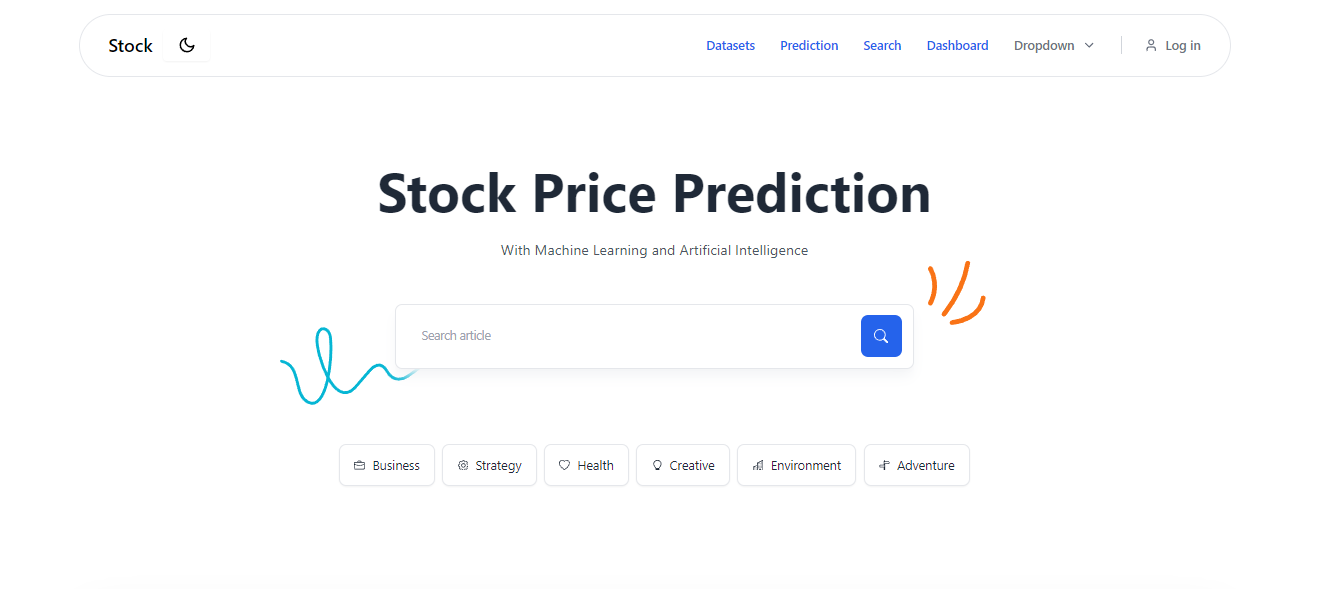 Stock Datasets Prediction Search Dashboard Dropdown Log in
Stock Price Prediction
With Machine Learning and Artificial Intelligence
Search article
Business Strategy Health Creative Environment Adventure